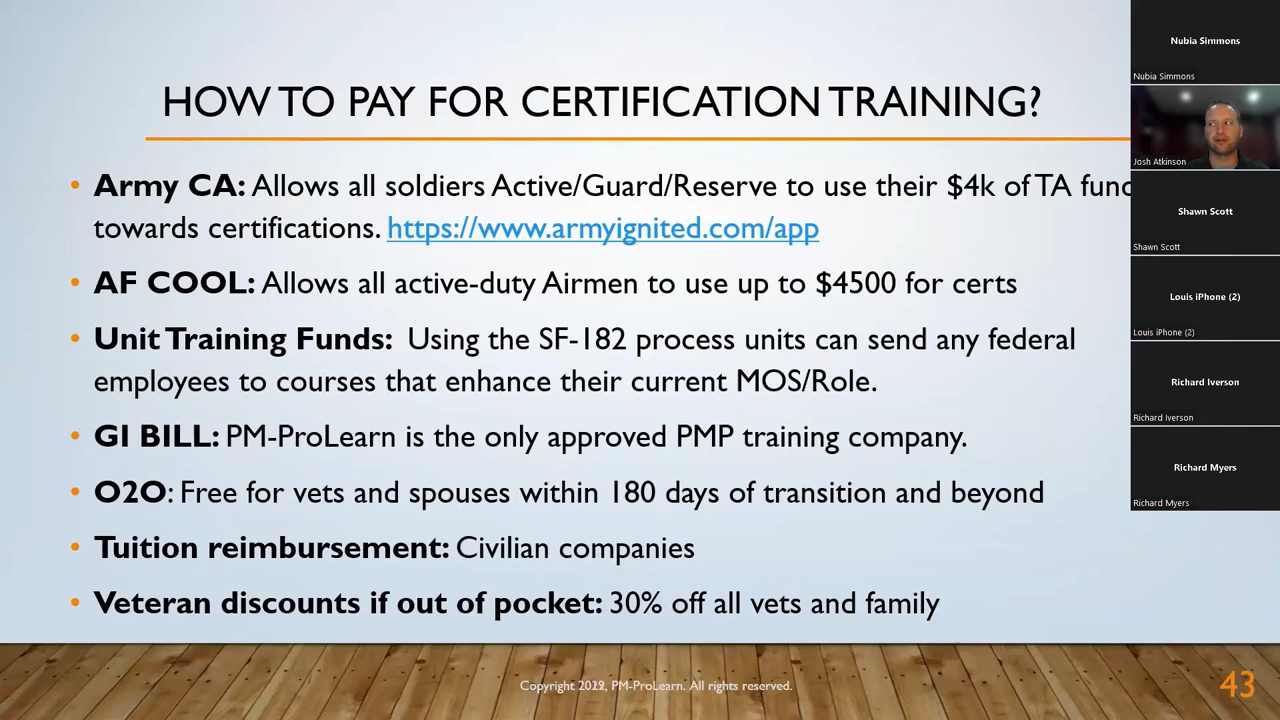 HOW TO PAY FOR CERTIFICATION TRAINING?
• Army CA: Allows all soldiers Active/Guard/Reserve to use their $4k of TA
towards certifications. https://www.armyignited.com/app
• AF COOL: Allows all active-duty Airmen to use up to $4500 for certs
• Unit Training Funds: Using the SF-182 process units can send any federal
employees to courses that enhance their current MOS/Role.
• GI BILL: PM-ProLearn is the only approved PMP training company.
• O2O: Free for vets and spouses within 180 days of transition and beyond
• Tuition reimbursement: Civilian companies
• Veteran discounts if out of pocket: 30% off all vets and family
Copyright PM-ProLearn. All rights reserved.
43
Nubia Simmons
Nubia Simmons
Josh Atkinson
Shawn Scott
Shawn Scott
Louis iPhone (2)
Louis iPhone (2)
Richard Iverson
Richard Iverson
Richard Myers
Richard Myers